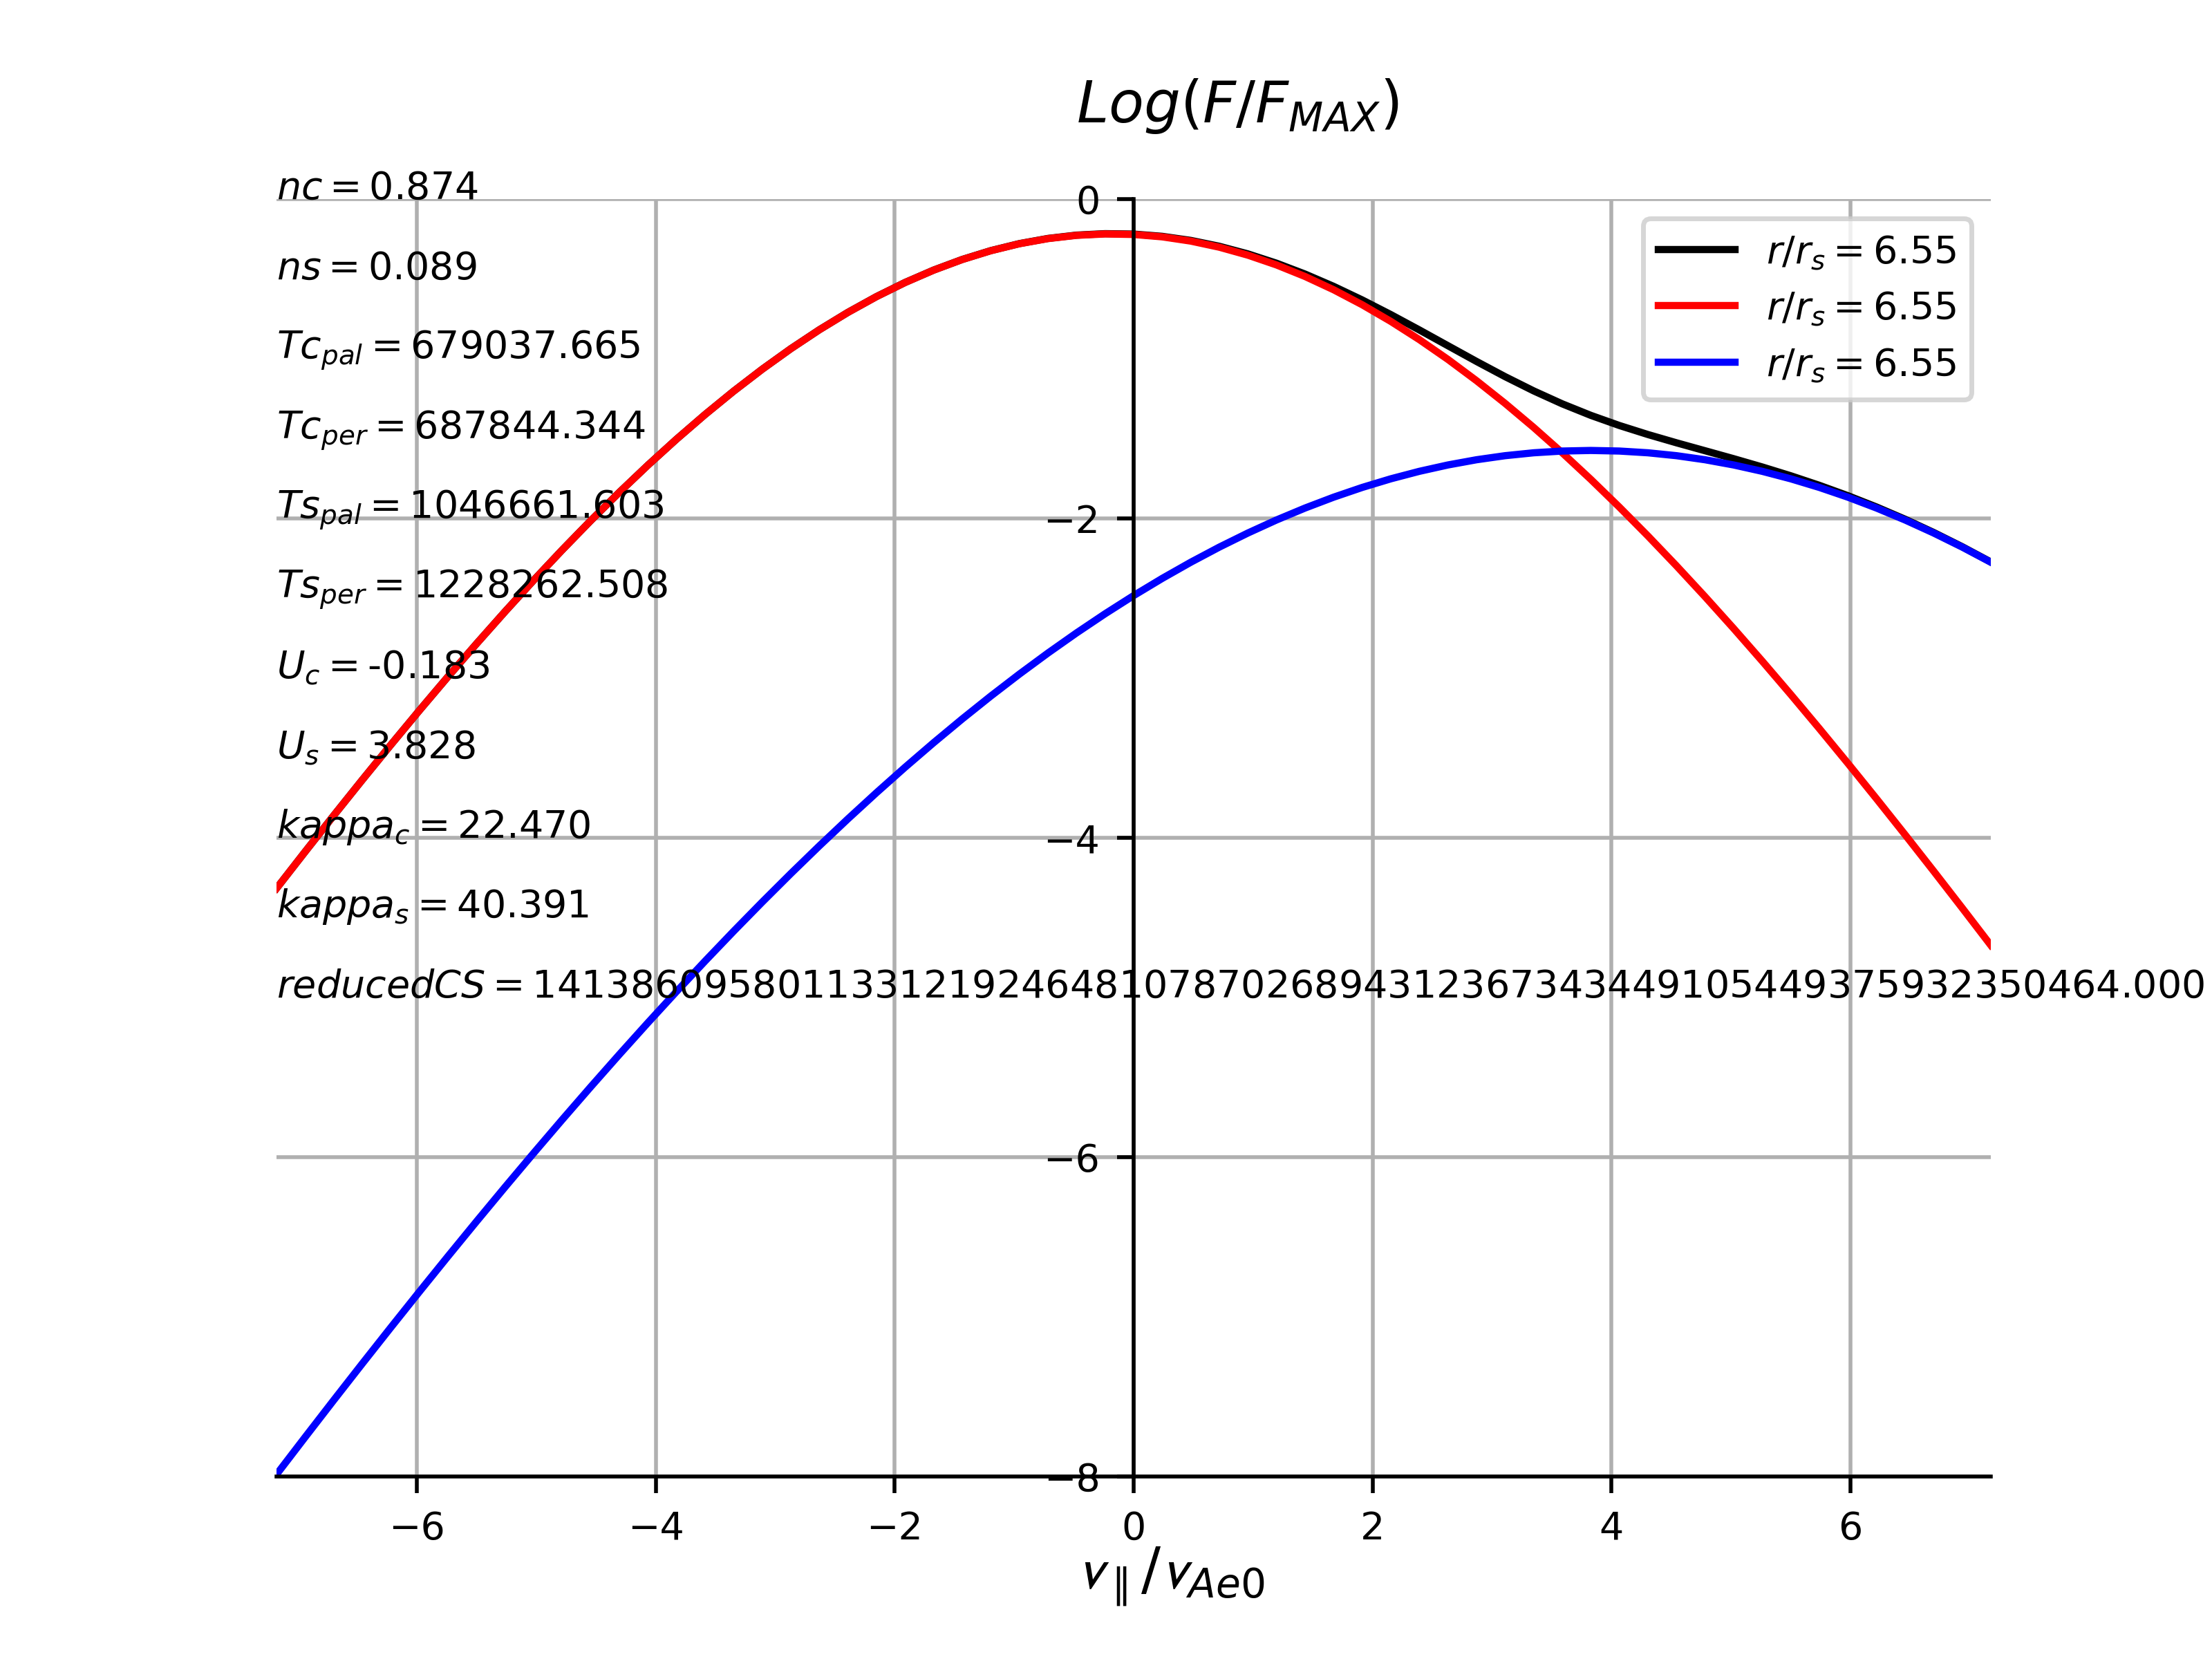 Log(F/F_MAX)
nc = 0.874
ns = 0.089
Tc_pal = 679037.665
Tc_per = 687844.344
Ts_pal = 1046661.603
Ts_per = 1228262.508
U_c = -0.183
U_s = 3.828
kappa_c = 22.470
kappa_s = 40.391
reducedCS = 14138609580113312192464810787026894312367343449105449375932350464.000
0
−2
−4
−6
−8
r/r_s = 6.55
r/r_s = 6.55
r/r_s = 6.55
−6 −4 −2 0 2 4 6
v_∥/v_Ae0